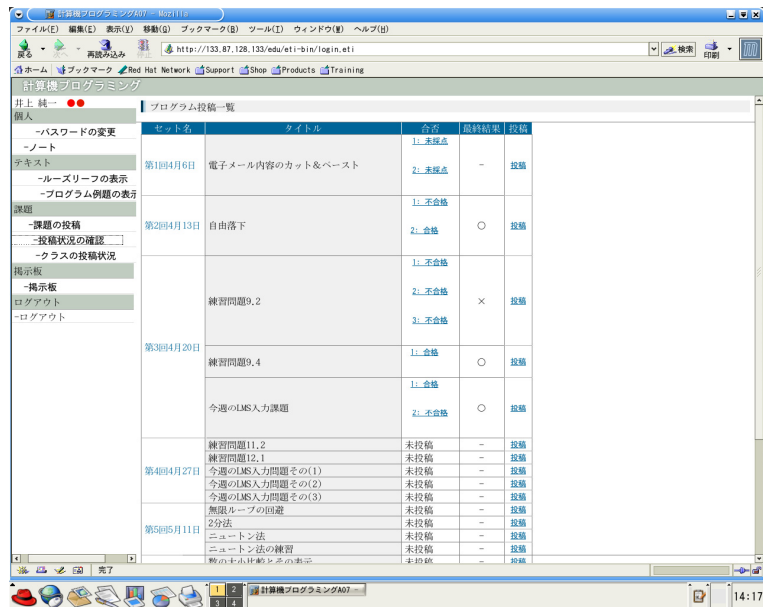 計算機プログラミングA07 - Mozilla
ファイル(F) 編集(E) 表示(V) 移動(G) ブックマーク(B) ツール(T) ウィンドウ(W) ヘルプ(H)
戻る 進む 再読み込み 中止 http://133.87.128.133/edu/eti-bin/login.eti 検索 印刷
ホーム ブックマーク Red Hat Network Support Shop Products Training
計算機プログラミング
井上 純一
個人
-パスワードの変更
-ノート
テキスト
-ルーズリーフの表示
-プログラム例題の表示
課題
-課題の投稿
-投稿状況の確認
-クラスの投稿状況
掲示板
-掲示板
ログアウト
-ログアウト
プログラム投稿一覧
セット名 タイトル 合否 最終結果 投稿
第1回4月6日 電子メール内容のカット＆ペースト 1: 未採点 2: 未採点 - 投稿
第2回4月13日 自由落下 1: 不合格 2: 合格 ○ 投稿
第3回4月20日 練習問題9.2 1: 不合格 2: 不合格 3: 不合格 × 投稿
練習問題9.4 1: 合格 ○ 投稿
今週のLMS入力課題 1: 合格 2: 不合格 ○ 投稿
第4回4月27日 練習問題11.2 未投稿 - 投稿
練習問題12.1 未投稿 - 投稿
今週のLMS入力問題その(1) 未投稿 - 投稿
今週のLMS入力問題その(2) 未投稿 - 投稿
今週のLMS入力問題その(3) 未投稿 - 投稿
第5回5月11日 無限ループの回避 未投稿 - 投稿
2分法 未投稿 - 投稿
ニュートン法 未投稿 - 投稿
ニュートン法の練習 未投稿 - 投稿
数の大小比較とその表示 未投稿 - 投稿
完了
1 2 3 4 計算機プログラミングA07 - 14:17